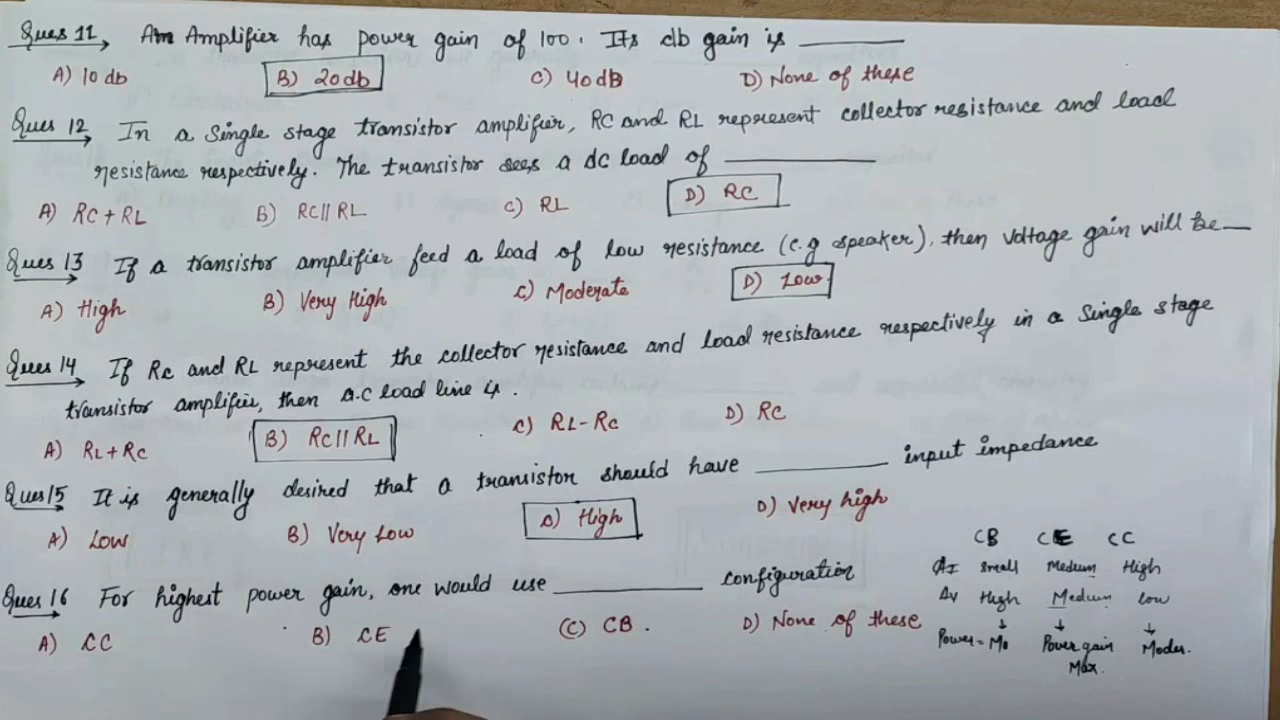 Ques 11 Am Amplifier has power gain of 100. Its db gain is ______
A) 10 db B) 20db C) 40dB D) None of these
Ques 12 In a single stage transistor amplifier, RC and RL represent collector resistance and load
resistance respectively. The transistor sees a dc load of ______
A) RC + RL B) RC || RL C) RL D) RC
Ques 13 If a transistor amplifier feed a load of low resistance (e.g speaker), then voltage gain will be __
A) High B) Very High C) Moderate D) Low
Ques 14 If Rc and RL represent the collector resistance and load resistance respectively in a single stage
transistor amplifier, then a.c load line is.
A) RL + RC B) RC || RL C) RL - RC D) RC
Ques 15 It is generally desired that a transistor should have ______ input impedance
A) Low B) Very Low C) High D) Very high
Ques 16 For highest power gain, one would use ______ configuration
A) CC B) CE (C) CB. D) None of these
CB CE CC
AI Small Medium High
Av High Medium low
Power = Mo Power gain Moder.
Max.